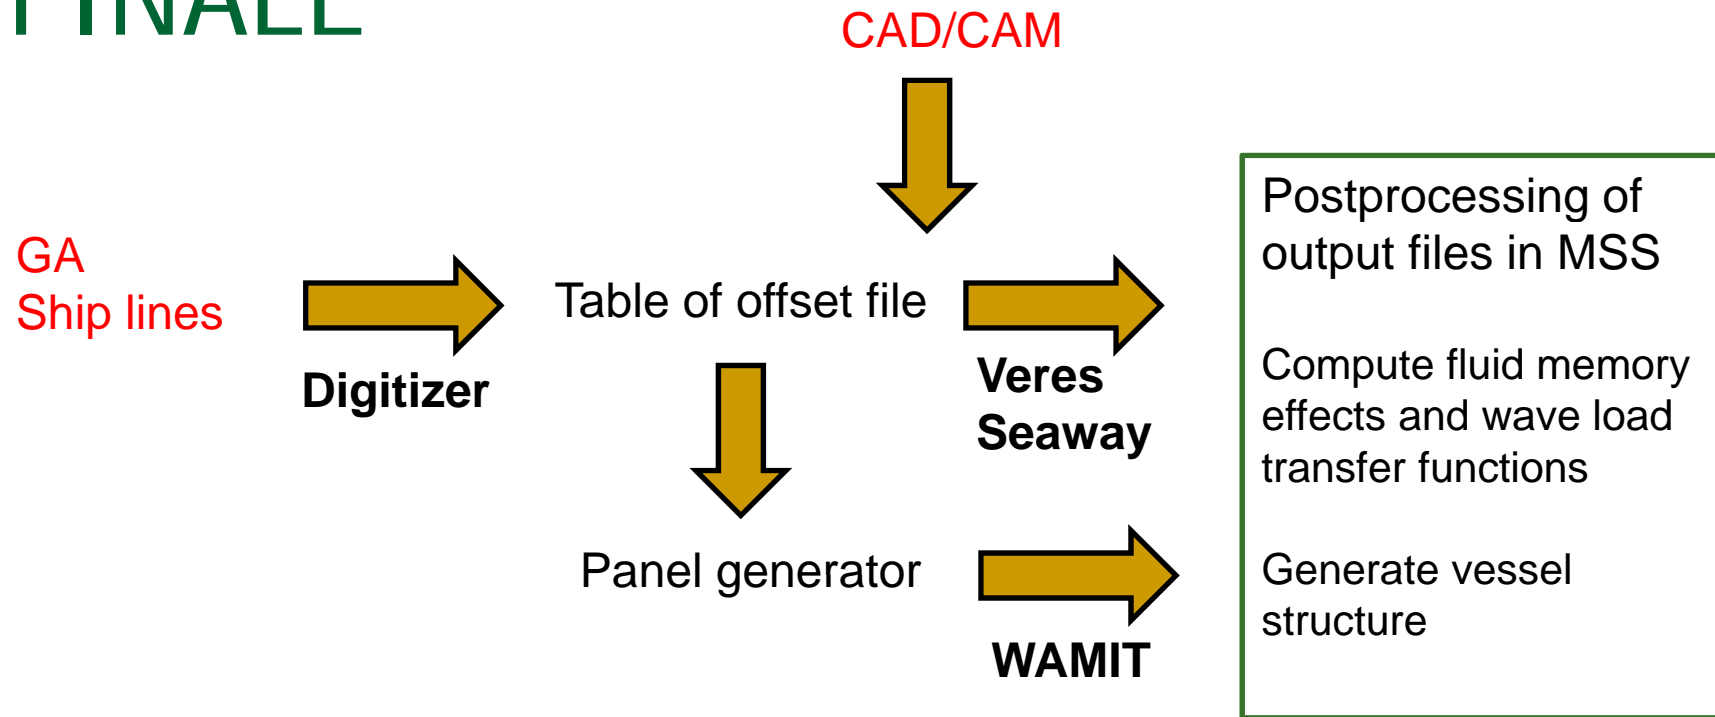 FINALE
CAD/CAM
GA
Ship lines
Digitizer
Table of offset file
Veres
Seaway
Panel generator
WAMIT
Postprocessing of
output files in MSS
Compute fluid memory
effects and wave load
transfer functions
Generate vessel
structure